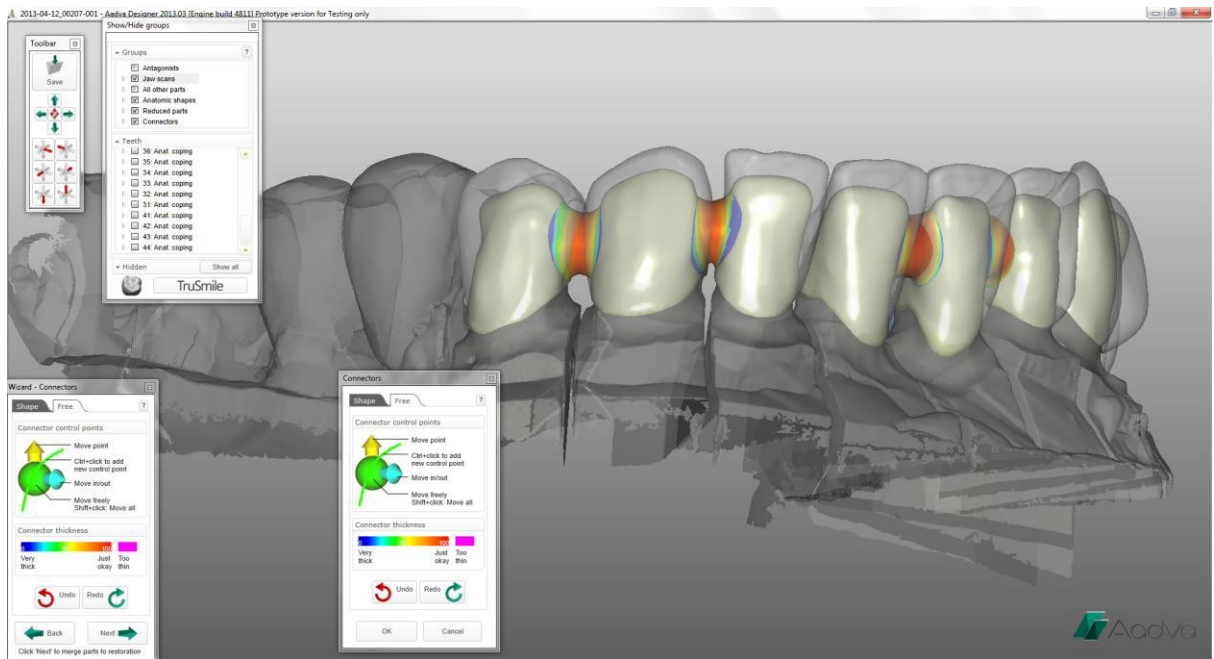 2013-04-12_00207-001 - Aadva Designer 2013.03 [Engine build 4811] Prototype version for Testing only
Toolbar
Save
Show/Hide groups
Groups
?
Antagonists
Jaw scans
All other parts
Anatomic shapes
Reduced parts
Connectors
Teeth
36: Anat. coping
35: Anat. coping
34: Anat. coping
33: Anat. coping
32: Anat. coping
31: Anat. coping
41: Anat. coping
42: Anat. coping
43: Anat. coping
44: Anat. coping
Hidden
Show all
TruSmile
Wizard - Connectors
Shape Free ?
Connector control points
Move point
Ctrl+click to add
new control point
Move in/out
Move freely
Shift+click: Move all
Connector thickness
0 100
Very Just Too
thick okay thin
Undo Redo
Back Next
Click 'Next' to merge parts to restoration
Connectors
Shape Free ?
Connector control points
Move point
Ctrl+click to add
new control point
Move in/out
Move freely
Shift+click: Move all
Connector thickness
0 100
Very Just Too
thick okay thin
Undo Redo
OK Cancel
Aadva